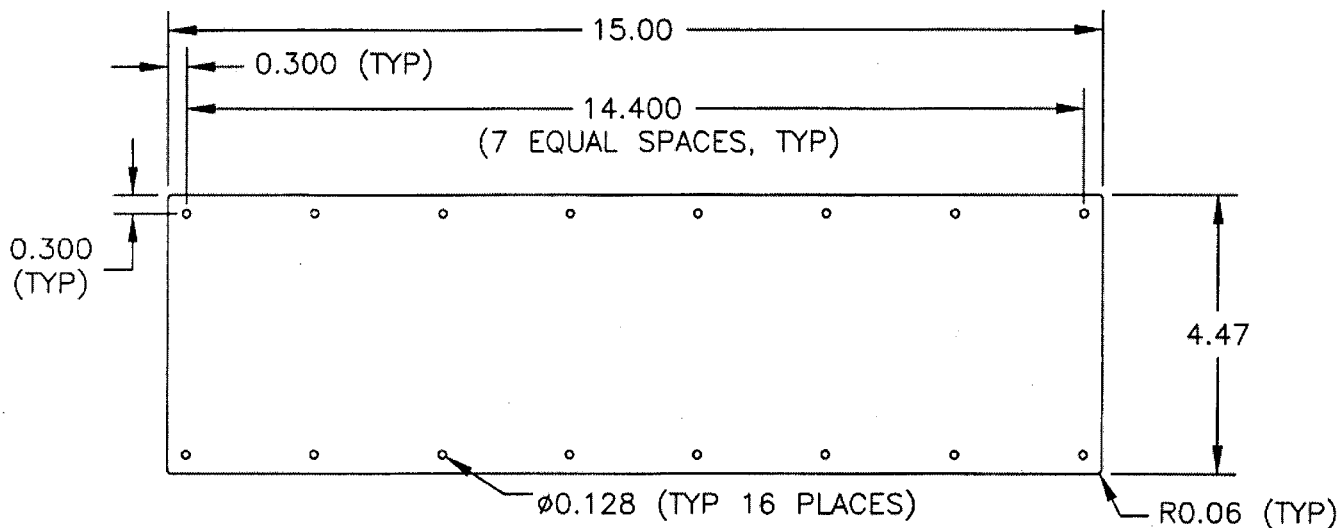 15.00
0.300 (TYP)
14.400
(7 EQUAL SPACES, TYP)
0.300
(TYP)
4.47
ø0.128 (TYP 16 PLACES)
R0.06 (TYP)